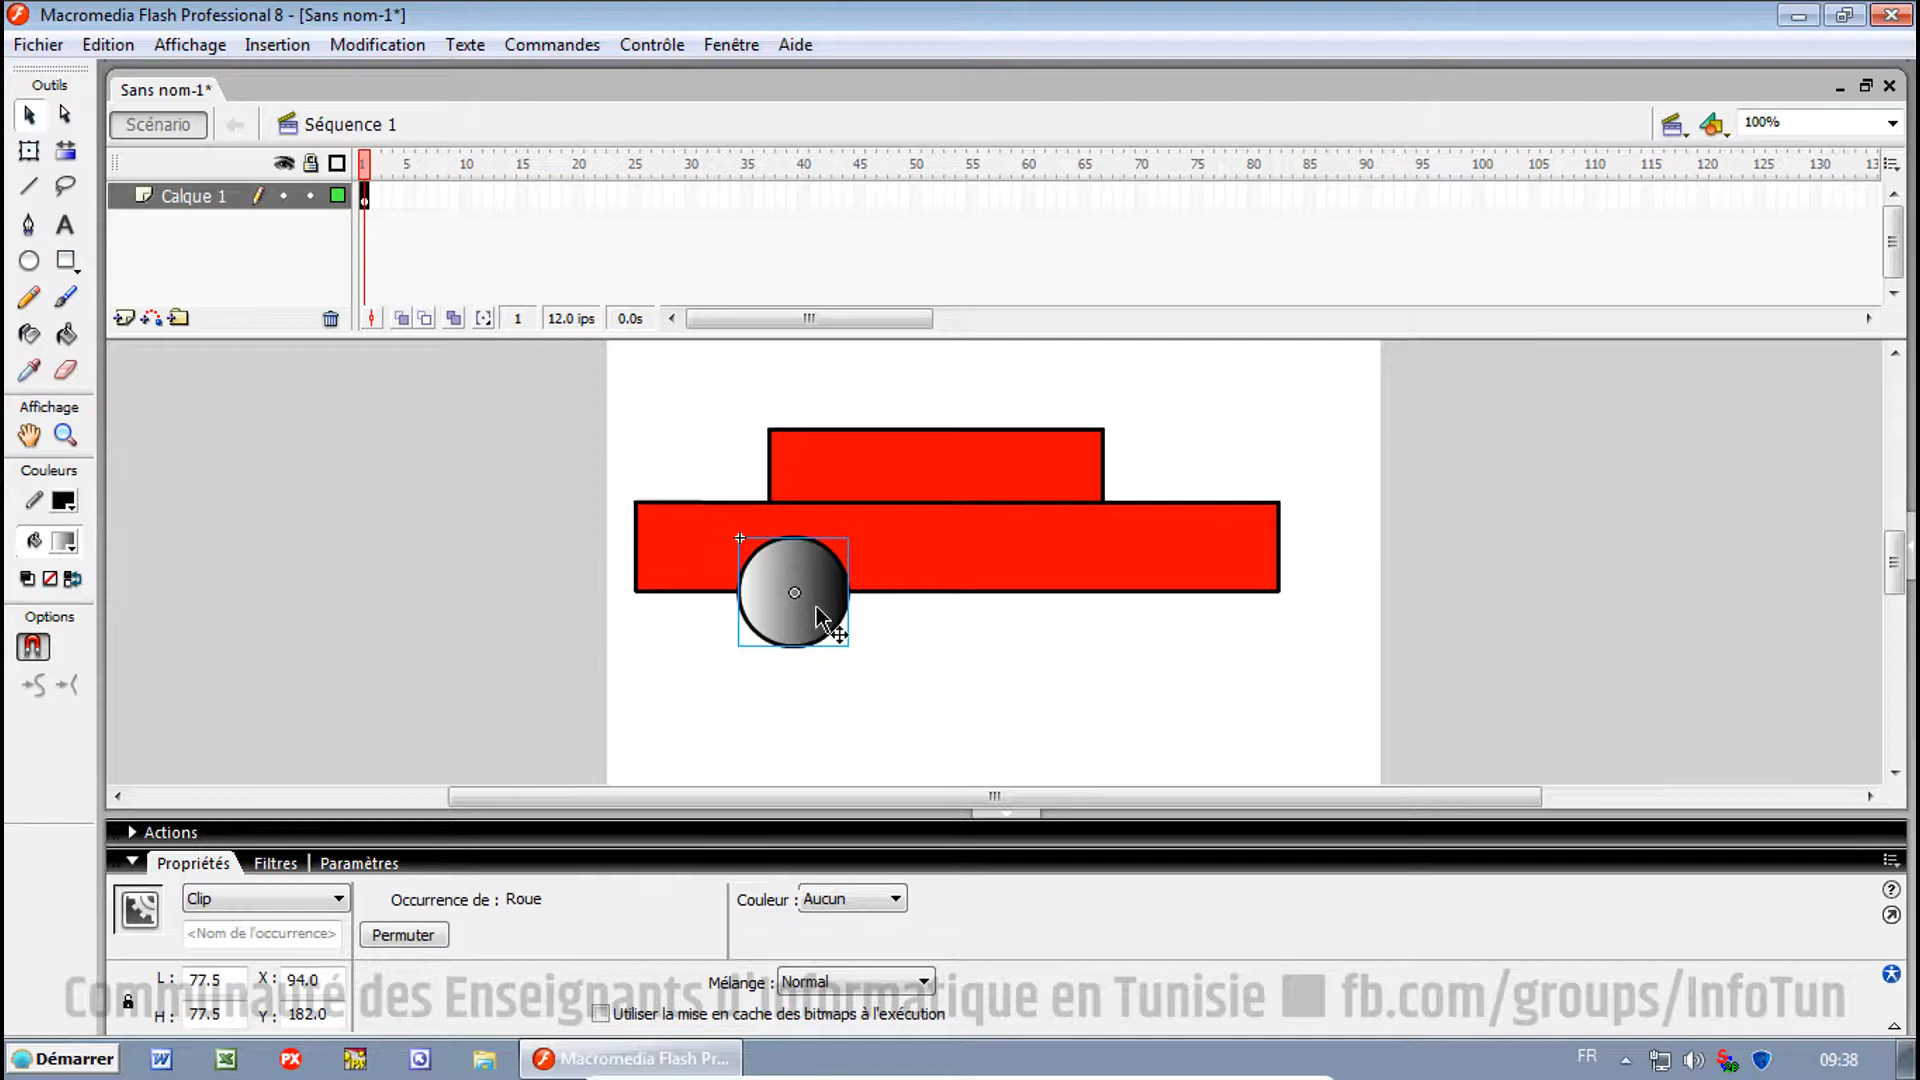 Macromedia Flash Professional 8 - [Sans nom-1*]
Fichier Edition Affichage Insertion Modification Texte Commandes Contrôle Fenêtre Aide
Outils
Sans nom-1*
Scénario Séquence 1 100%
1 5 10 15 20 25 30 35 40 45 50 55 60 65 70 75 80 85 90 95 100 105 110 115 120 125 130 13
Calque 1
1 12.0 ips 0.0s
Affichage
Couleurs
Options
Actions
Propriétés Filtres Paramètres
Clip Occurrence de : Roue Couleur : Aucun
<Nom de l'occurrence> Permuter
L : 77.5 X : 94.0 Mélange : Normal
H : 77.5 Y : 182.0 Utiliser la mise en cache des bitmaps à l'exécution
Communauté des Enseignants d'Informatique en Tunisie fb.com/groups/InfoTun
Démarrer Macromedia Flash Pr... FR 09:38